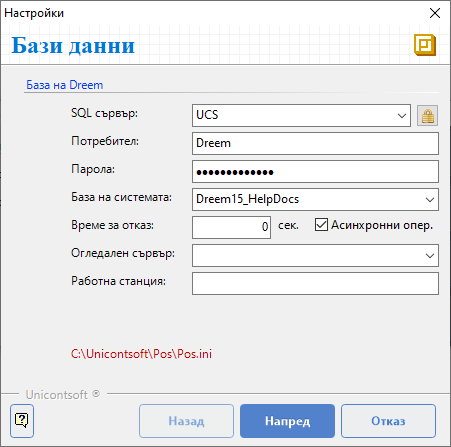 Настройки
Бази данни
База на Dreem
SQL сървър: UCS
Потребител: Dreem
Парола: •••••••••••••
База на системата: Dreem15_HelpDocs
Време за отказ: 0 сек. Асинхронни опер.
Огледален сървър:
Работна станция:
C:\Unicontsoft\Pos\Pos.ini
Unicontsoft ®
Назад Напред Отказ